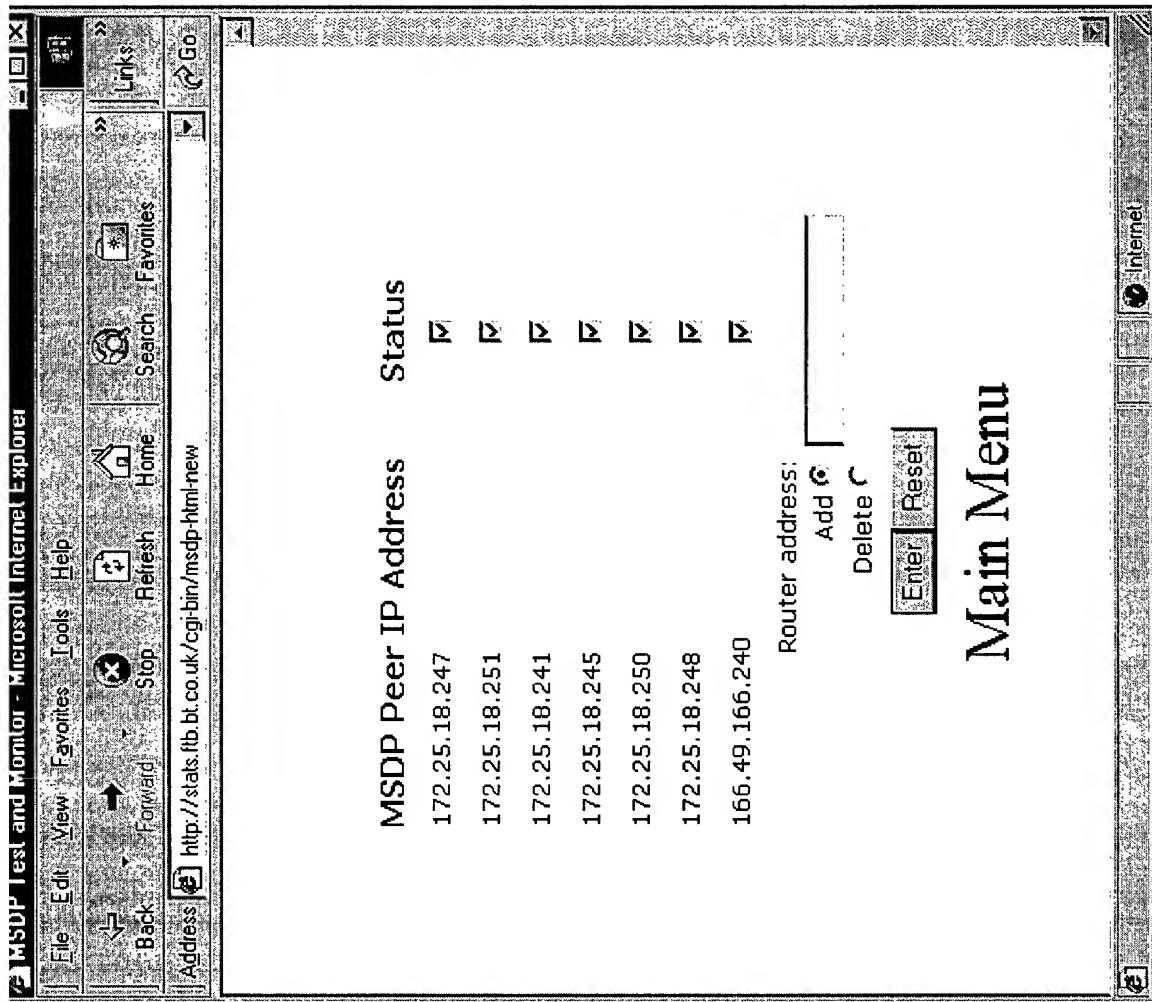 MSDP Test and Monitor - Microsoft Internet Explorer
File Edit View Favorites Tools Help
Back Forward Stop Refresh Home Search Favorites » Links »
Address http://stats.ftb.bt.co.uk/cgi-bin/msdp-html-new Go
MSDP Peer IP Address Status
172.25.18.247
172.25.18.251
172.25.18.241
172.25.18.245
172.25.18.250
172.25.18.248
166.49.166.240
Router address:
Add
Delete
Enter Reset
Main Menu
Internet